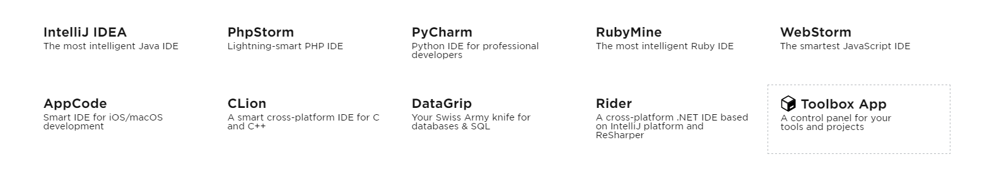 IntelliJ IDEA
The most intelligent Java IDE
PhpStorm
Lightning-smart PHP IDE
PyCharm
Python IDE for professional
developers
RubyMine
The most intelligent Ruby IDE
WebStorm
The smartest JavaScript IDE
AppCode
Smart IDE for iOS/macOS
development
CLion
A smart cross-platform IDE for C
and C++
DataGrip
Your Swiss Army knife for
databases & SQL
Rider
A cross-platform .NET IDE based
on IntelliJ platform and
ReSharper
Toolbox App
A control panel for your
tools and projects